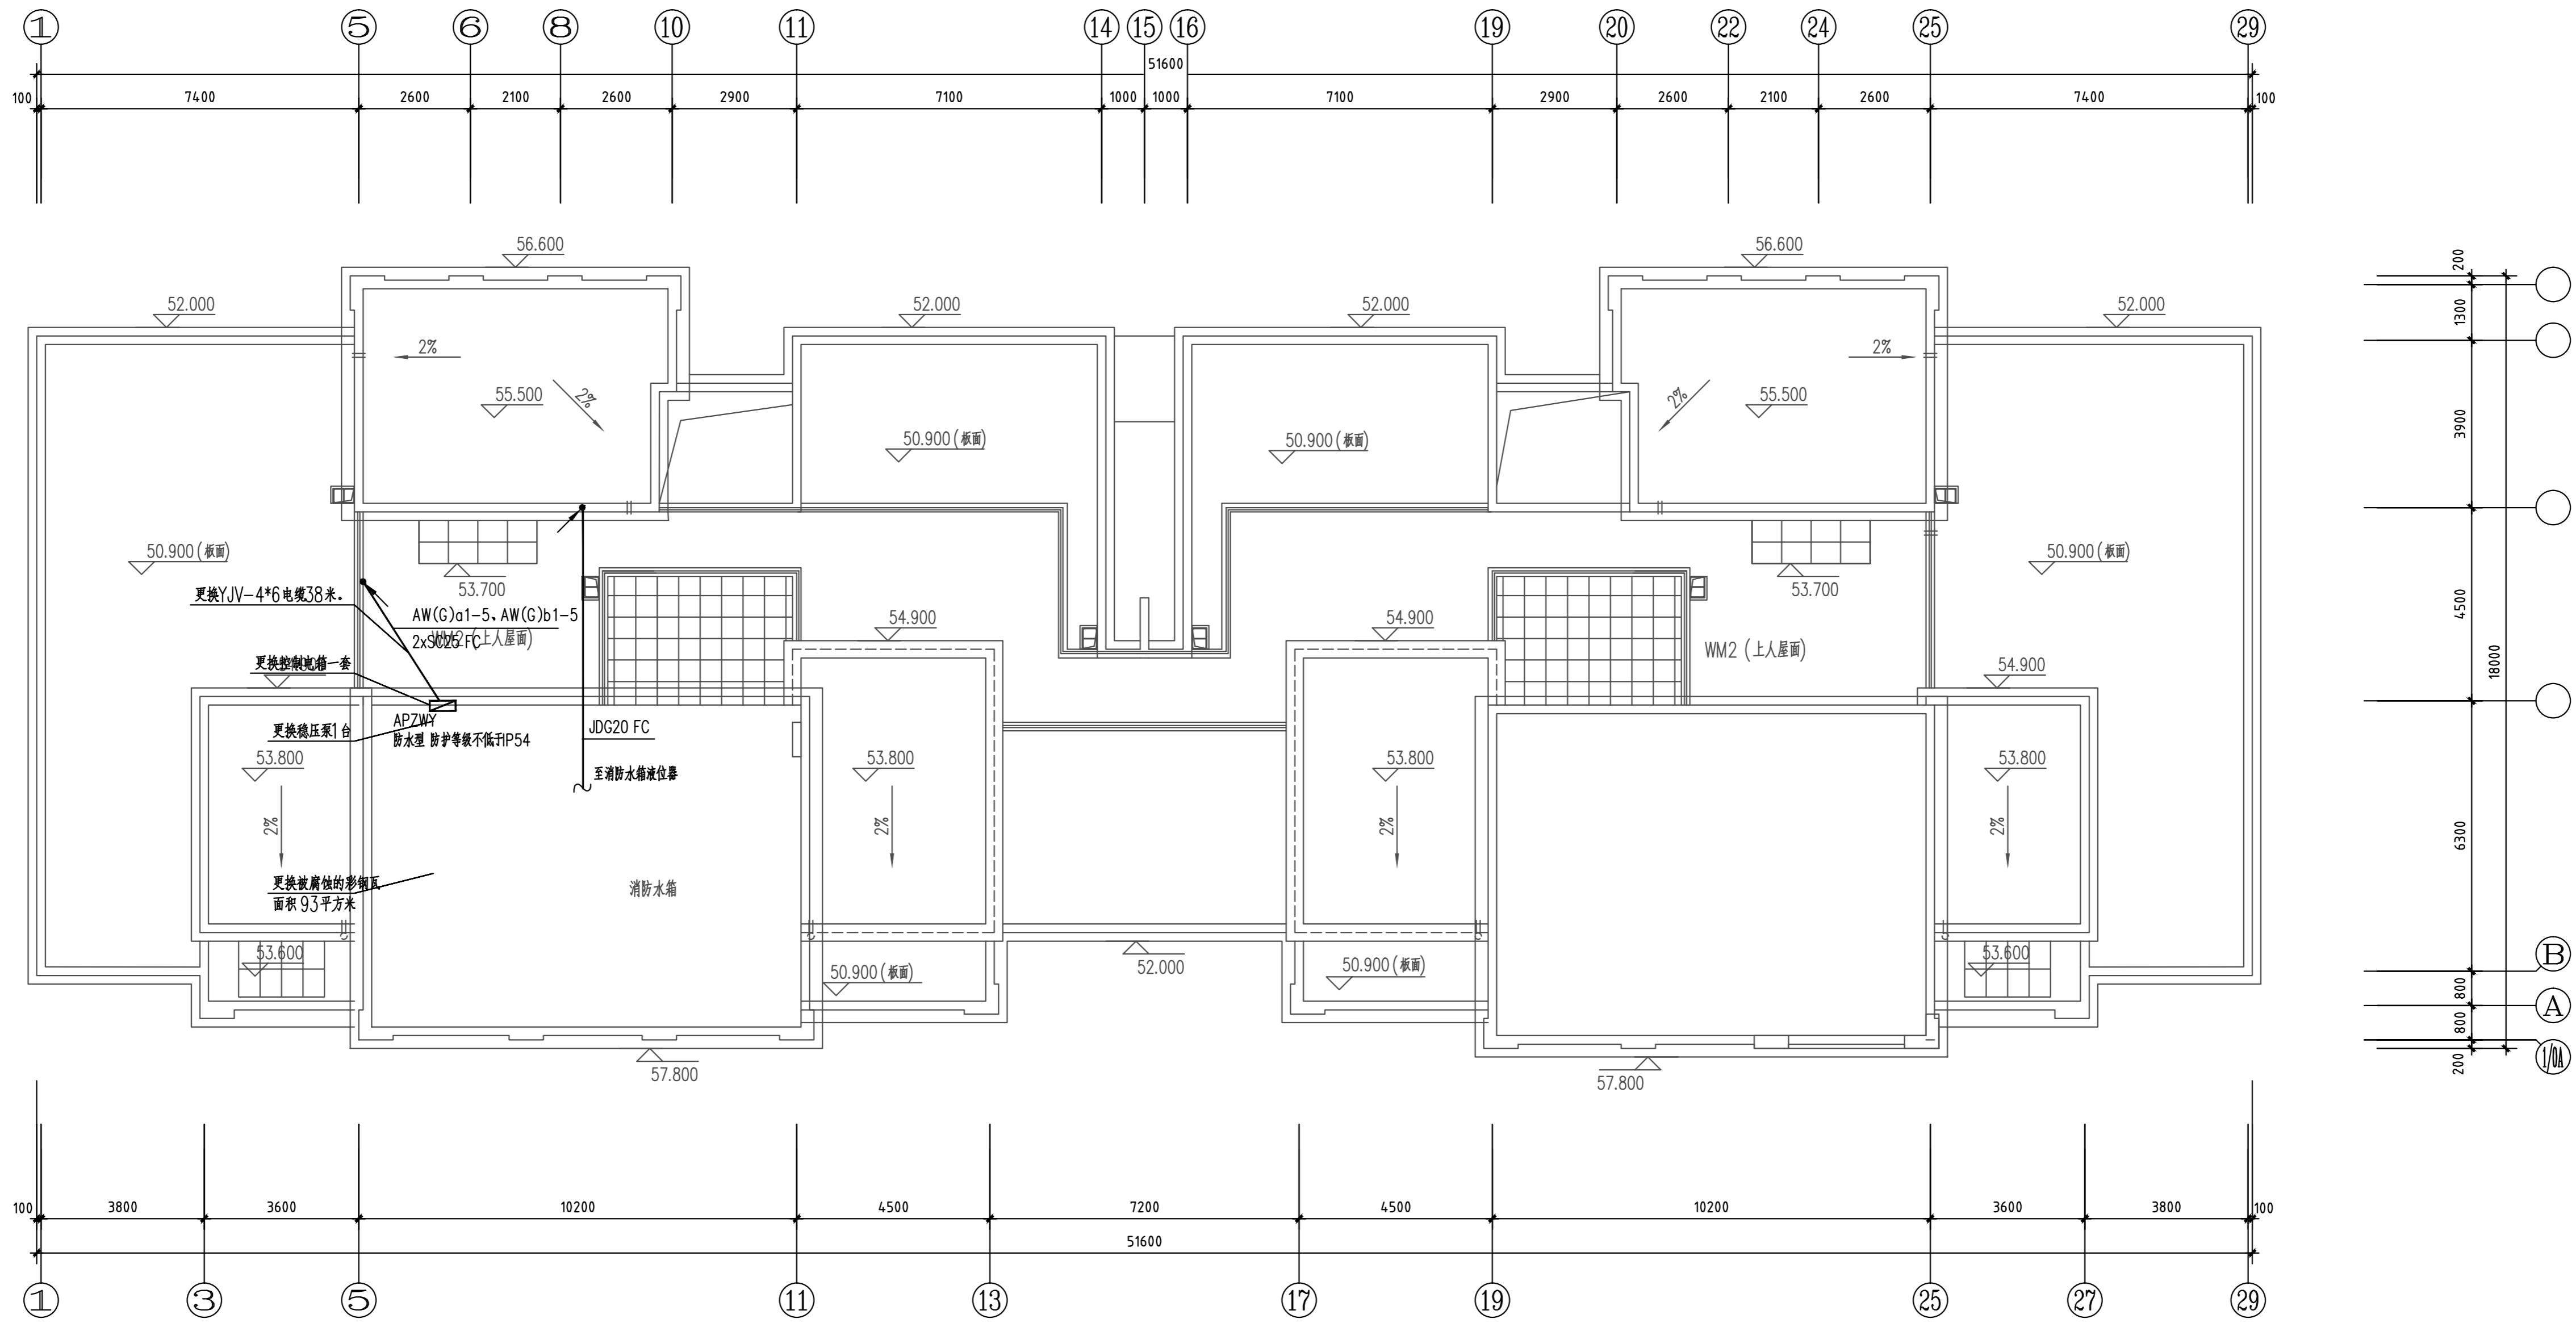 1 5 6 8 10 11 14 15 16 19 20 22 24 25 29
51600
100 7400 2600 2100 2600 2900 7100 1000 1000 7100 2900 2600 2100 2600 7400 100
56.600 56.600
52.000 52.000 52.000 52.000
2% 2%
55.500 2% 2% 55.500
50.900(板面) 50.900(板面)
50.900(板面) 50.900(板面)
53.700 53.700
更换YJV-4*6电缆38米。
AW(G)a1-5、AW(G)b1-5
2xSC25 FC
WM2(上人屋面)
54.900 54.900
WM2(上人屋面)
更换控制电箱一套
54.900
APZWY
更换稳压泵1台
防水型 防护等级不低于IP54
JDG20 FC
至消防水箱液位器
53.800 53.800 53.800 53.800
2% 2% 2% 2%
更换被腐蚀的彩钢瓦
面积93平方米
消防水箱
53.600 53.600
50.900(板面) 50.900(板面)
52.000
57.800 57.800
200
1300
3900
4500
18000
6300
800
800
200
B
A
1/0A
100 3800 3600 10200 4500 7200 4500 10200 3600 3800 100
51600
1 3 5 11 13 17 19 25 27 29